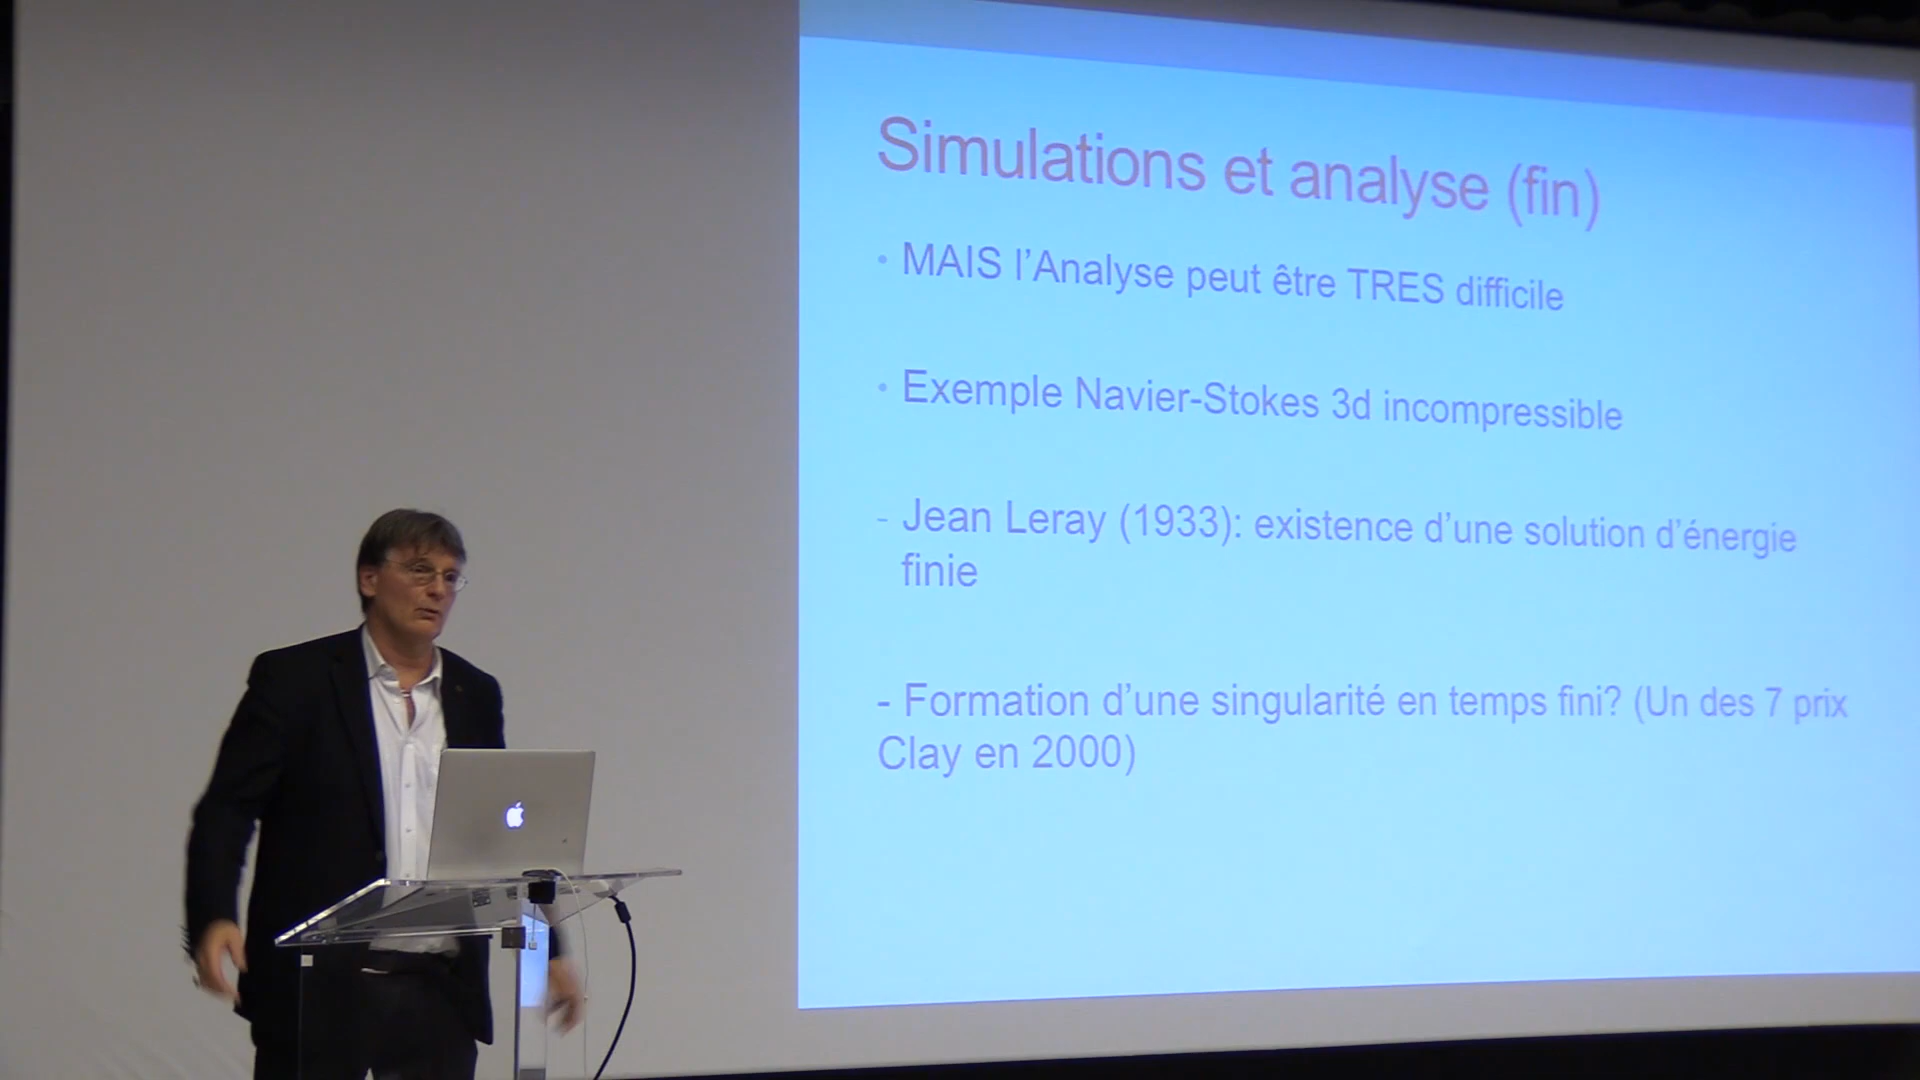 Simulations et analyse (fin)
• MAIS l'Analyse peut être TRES difficile
• Exemple Navier-Stokes 3d incompressible
- Jean Leray (1933): existence d'une solution d'énergie
finie
- Formation d'une singularité en temps fini? (Un des 7 prix
Clay en 2000)